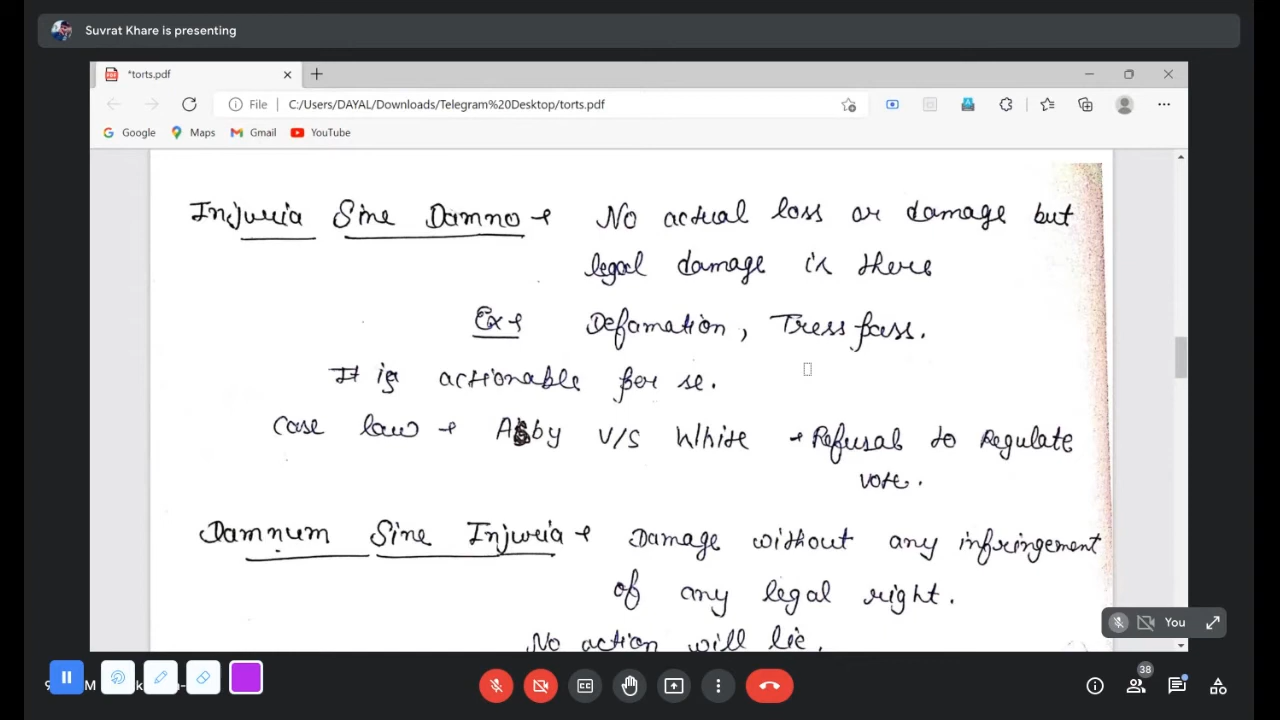 Suvrat Khare is presenting
*torts.pdf
File C:/Users/DAYAL/Downloads/Telegram%20Desktop/torts.pdf
Google Maps Gmail YouTube
Injuria Sine Damno → No actual loss or damage but
legal damage is there
Ex → Defamation, Tress pass.
It is actionable per se.
Case law → Asby V/S White → Refusal to Regulate
vote.
Damnum Sine Injuria → Damage without any infringement
of any legal right.
No action will lie.
You
38